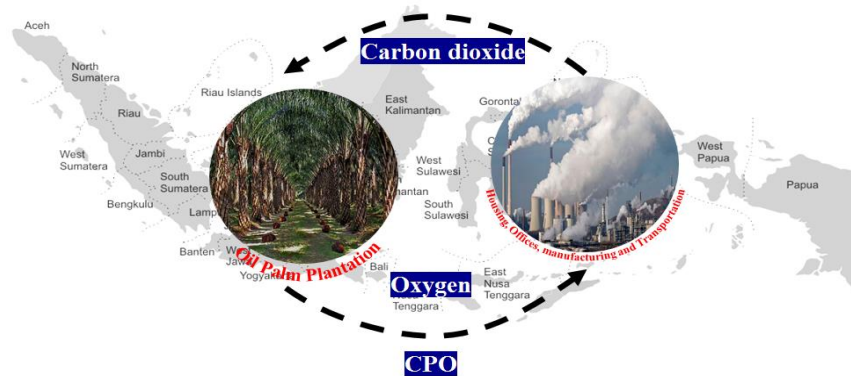 Aceh
Carbon dioxide
North
Sumatera
Riau Islands
East
Kalimantan
Riau
West
Sumatera
Jambi
South
Sumatera
Bengkulu
Banten
Yogya
Bali
West
Sulawesi
South
Sulawesi
West
Papua
Papua
Oil Palm Plantation
Housing, Offices, manufacturing and Transportation
Oxygen
East
Nusa
Tenggara
Tenggara
CPO